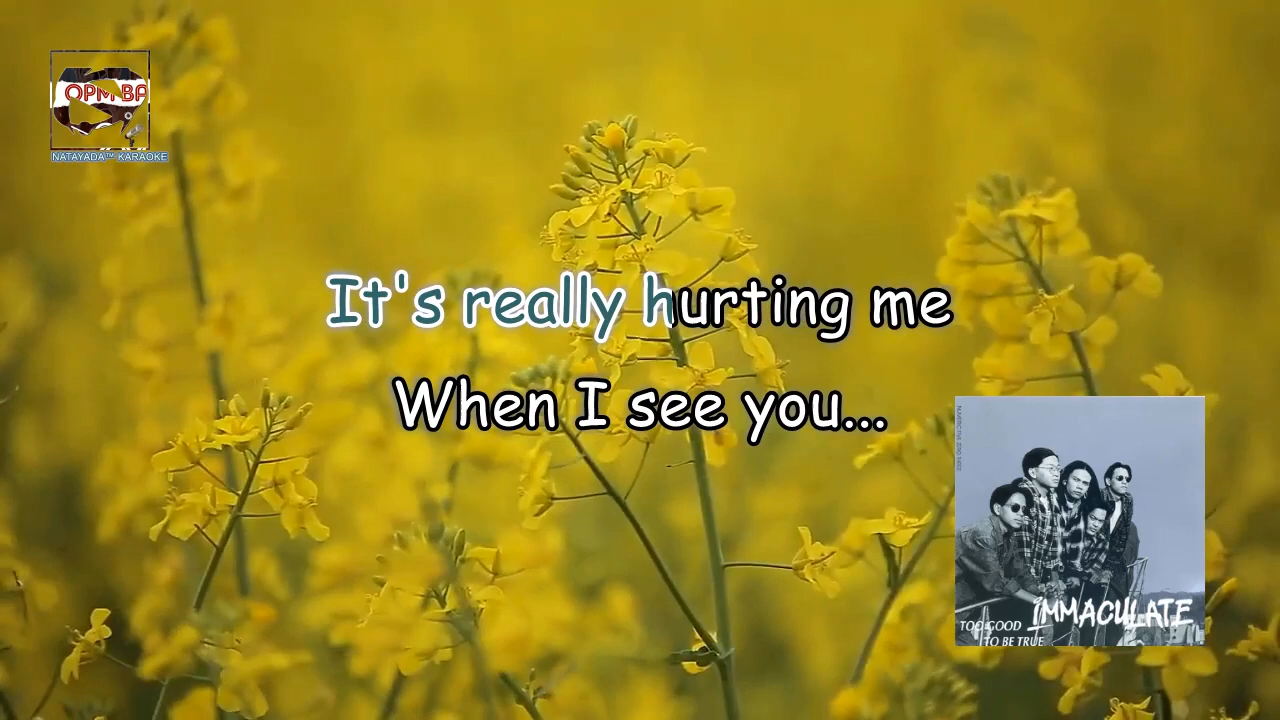 OPM BA
NATAYADA™ KARAOKE
It's really hurting me
When I see you...
IMMACULATE
TOO GOOD
TO BE TRUE